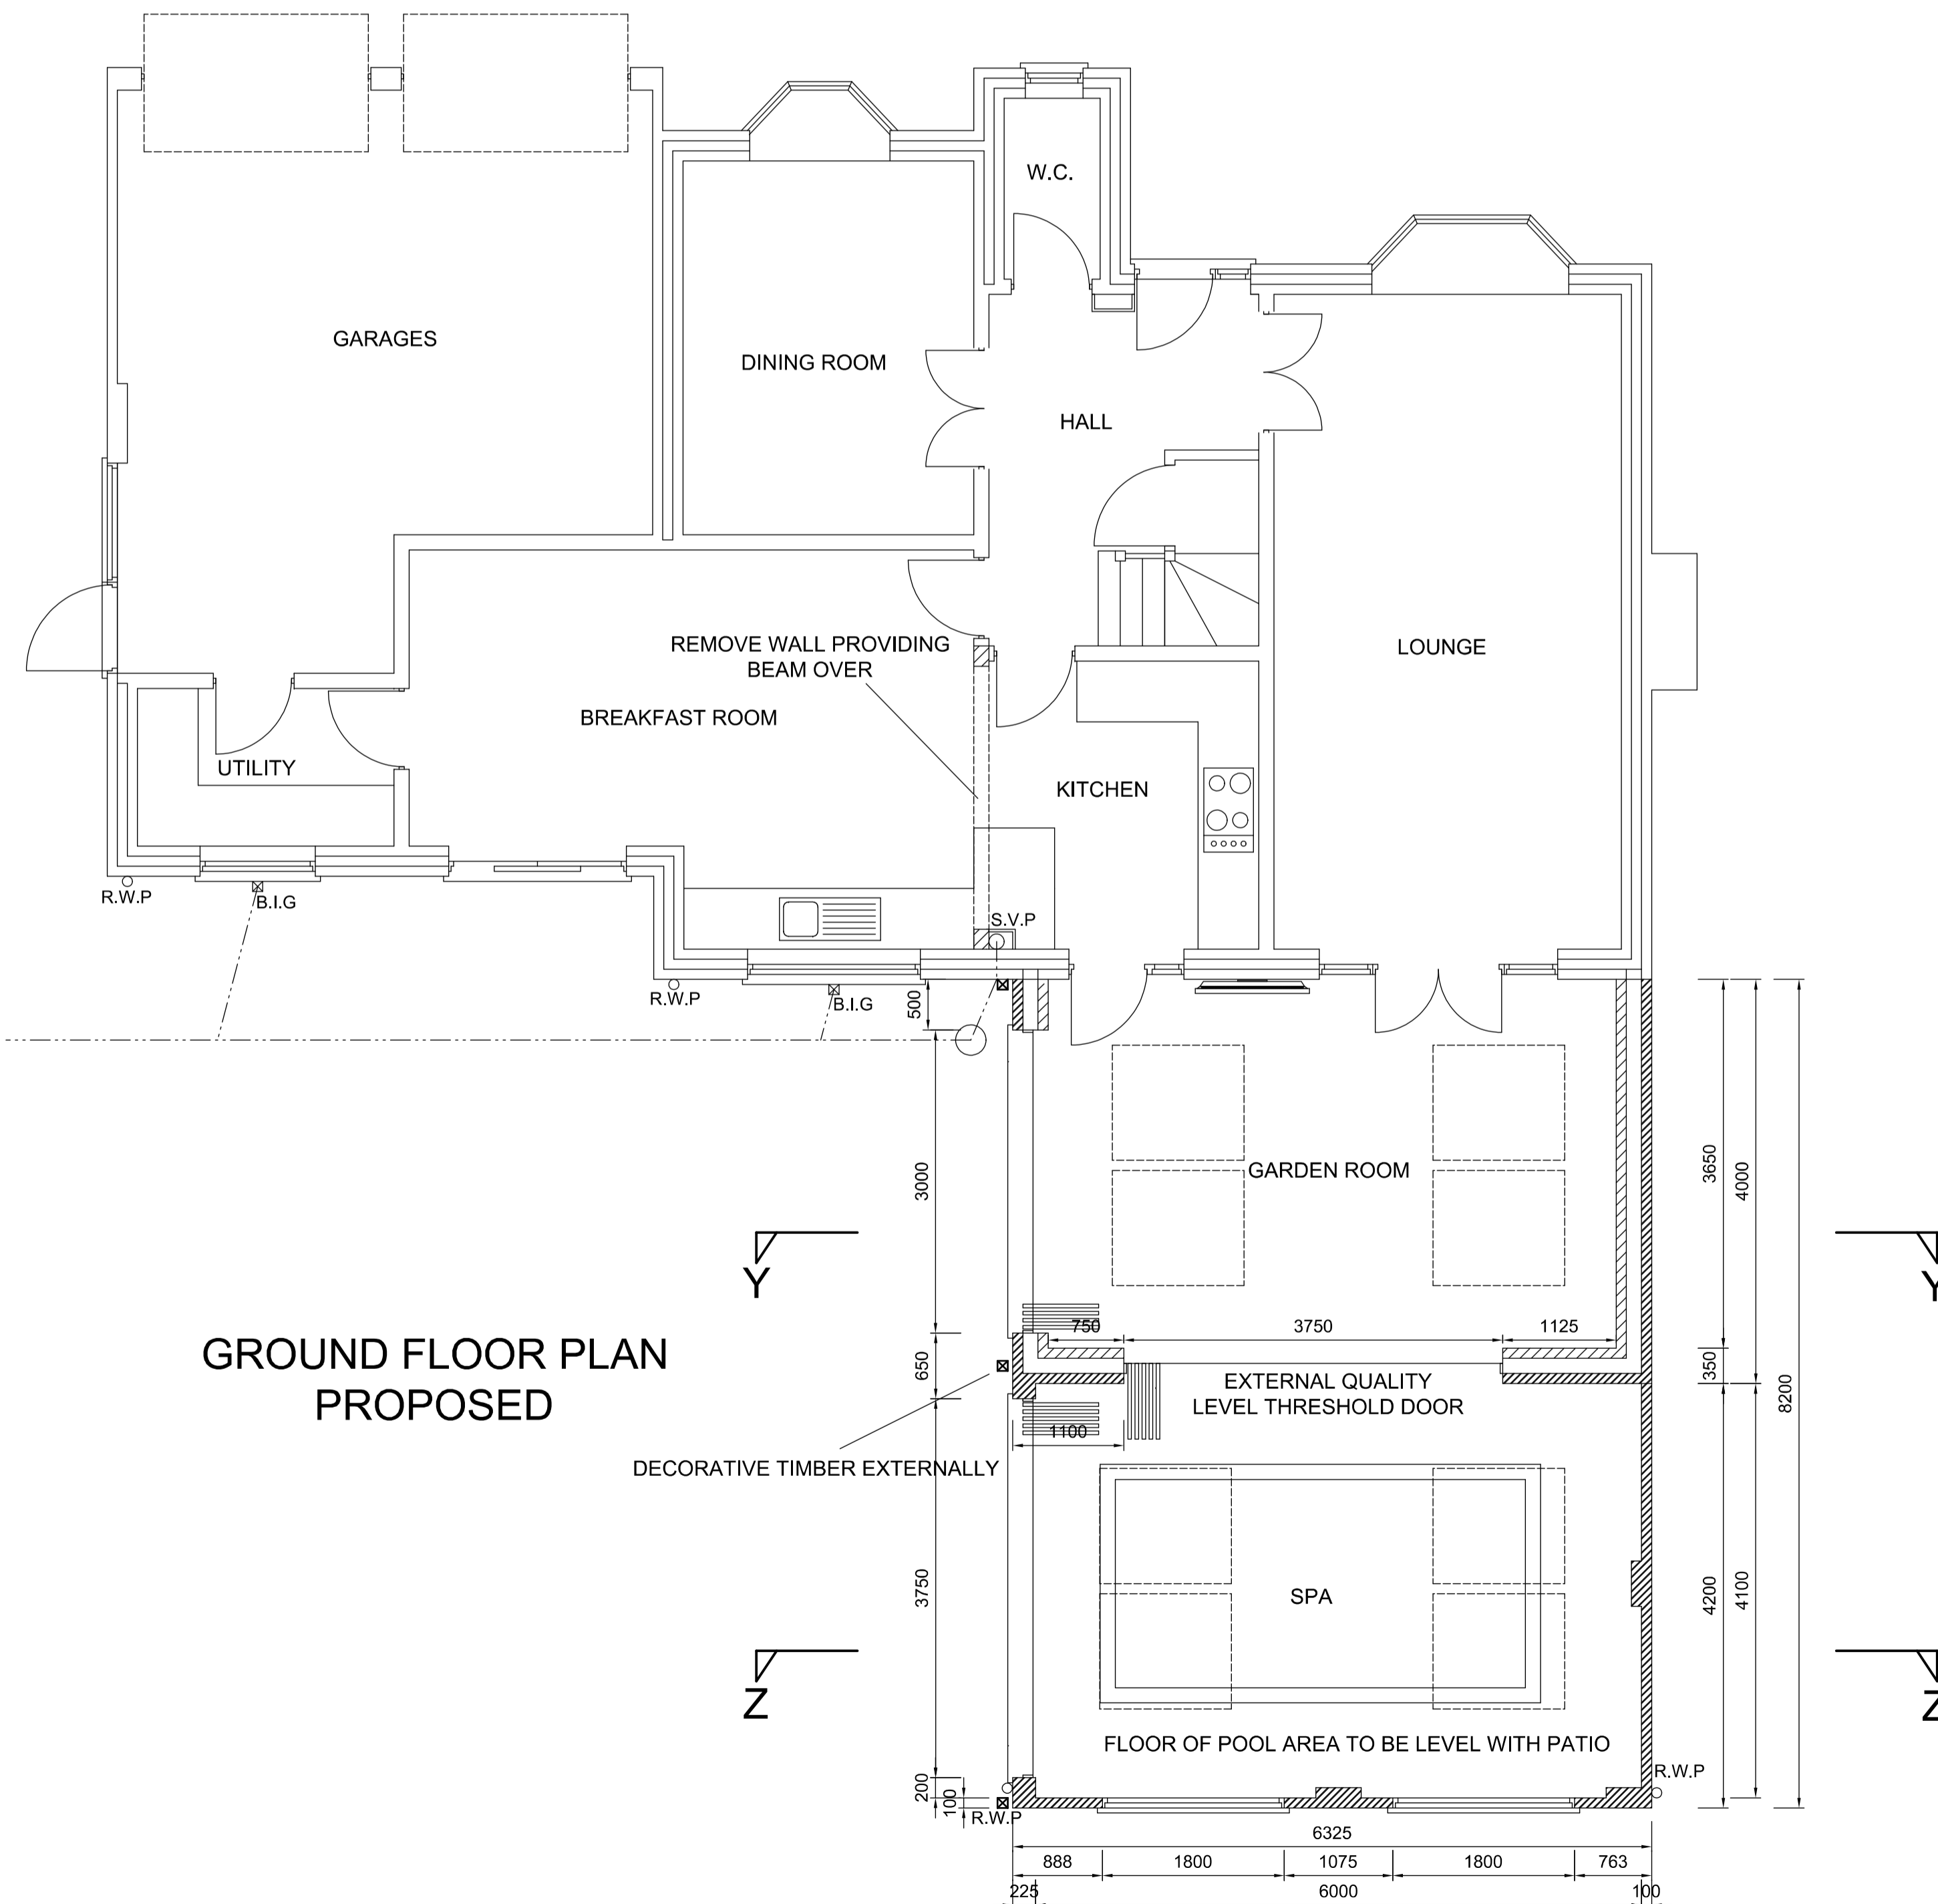 W.C.
GARAGES
DINING ROOM
HALL
REMOVE WALL PROVIDING
BEAM OVER
LOUNGE
BREAKFAST ROOM
UTILITY
KITCHEN
R.W.P
B.I.G
S.V.P
R.W.P
B.I.G
500
3000
GARDEN ROOM
3650
4000
Y
Y
GROUND FLOOR PLAN
PROPOSED
650
750
3750
1125
350
8200
EXTERNAL QUALITY
LEVEL THRESHOLD DOOR
1100
DECORATIVE TIMBER EXTERNALLY
3750
SPA
4200
4100
Z
Z
FLOOR OF POOL AREA TO BE LEVEL WITH PATIO
R.W.P
200
100
R.W.P
6325
888
1800
1075
1800
763
225
6000
100